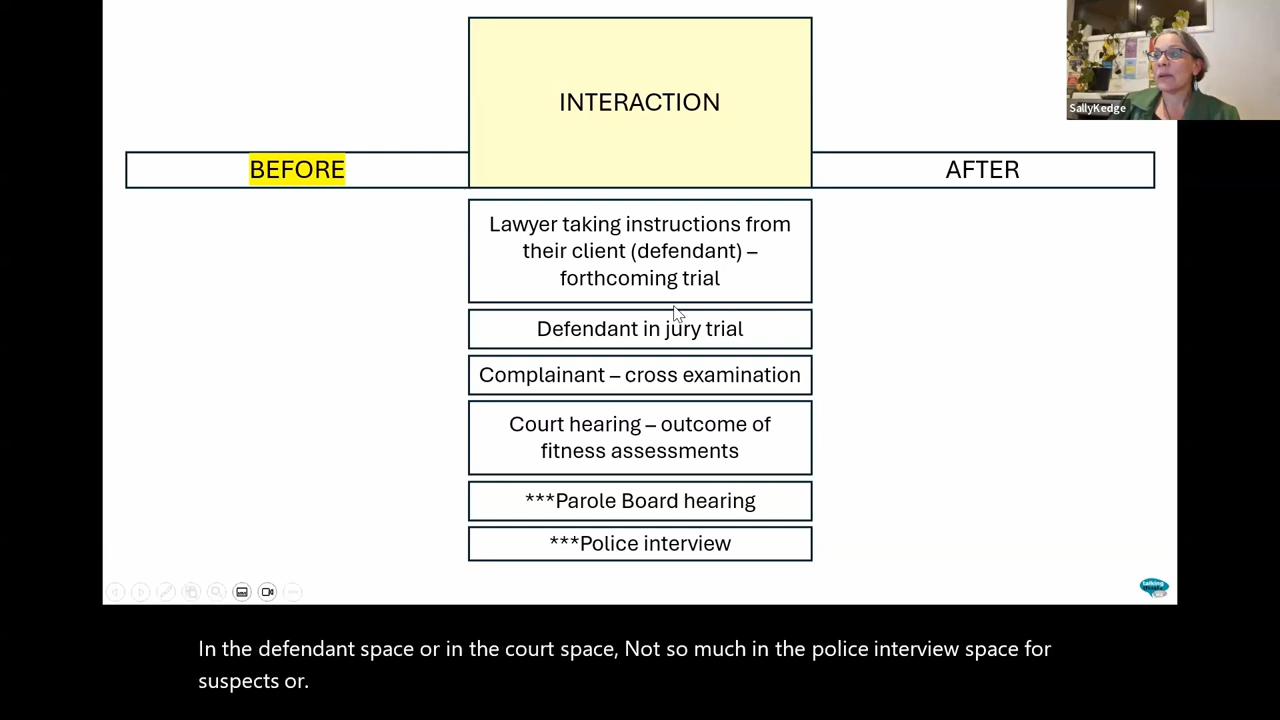 INTERACTION
SallyKedge
BEFORE
AFTER
Lawyer taking instructions from
their client (defendant) –
forthcoming trial
Defendant in jury trial
Complainant – cross examination
Court hearing – outcome of
fitness assessments
***Parole Board hearing
***Police interview
talking
In the defendant space or in the court space, Not so much in the police interview space for
suspects or.